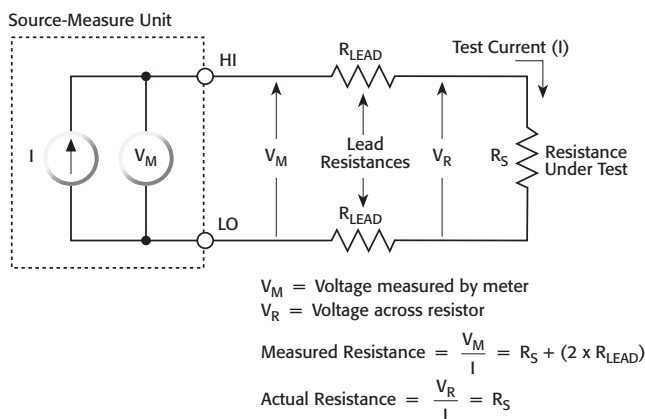 Source-Measure Unit
HI
R_LEAD
Test Current (I)
I
V_M
V_M
Lead
Resistances
V_R
R_S
Resistance
Under Test
R_LEAD
LO
V_M = Voltage measured by meter
V_R = Voltage across resistor
Measured Resistance = V_M / I = R_S + (2 x R_LEAD)
Actual Resistance = V_R / I = R_S